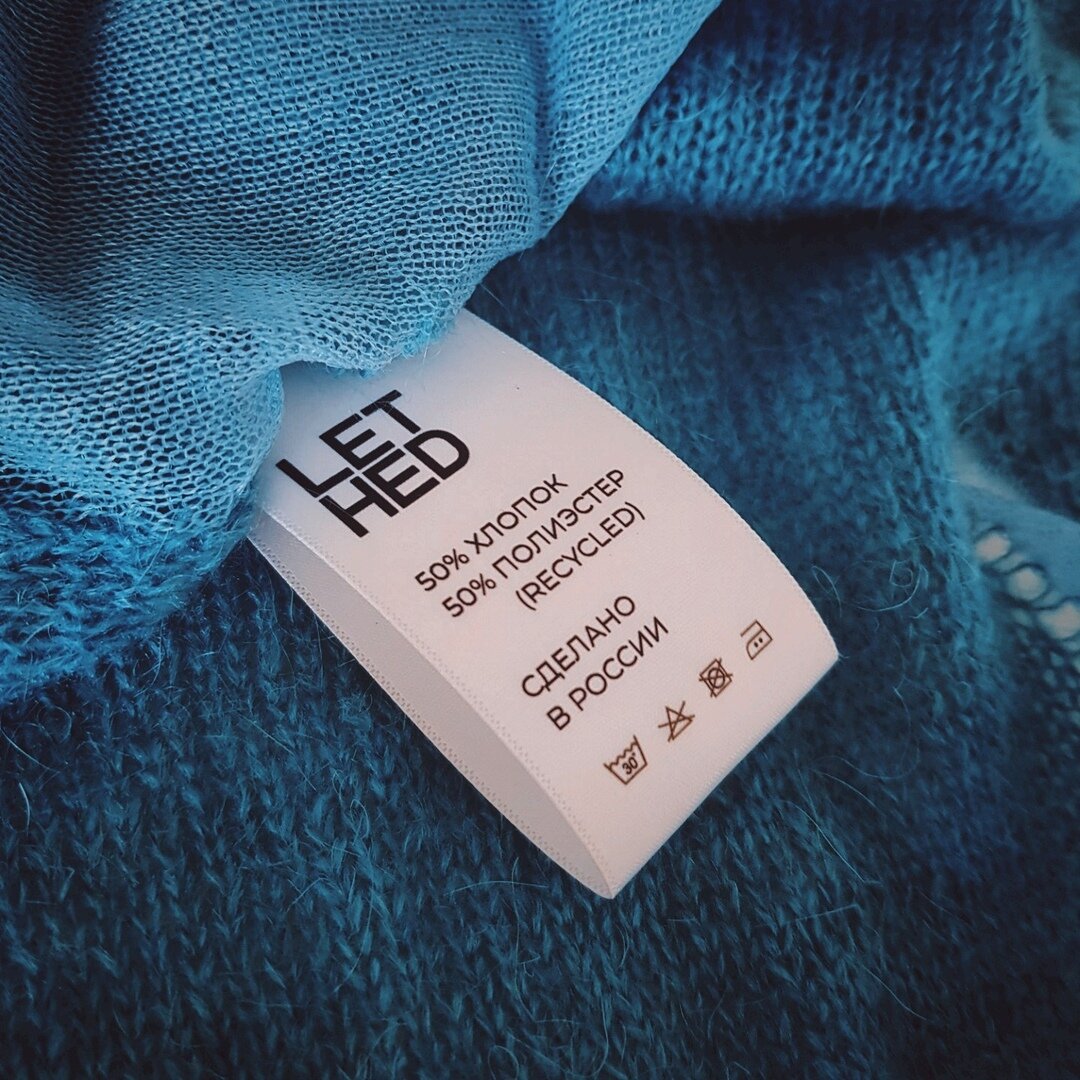 LET
HED
50% ХЛОПОК
50% ПОЛИЭСТЕР
(RECYCLED)
СДЕЛАНО
В РОССИИ
30°